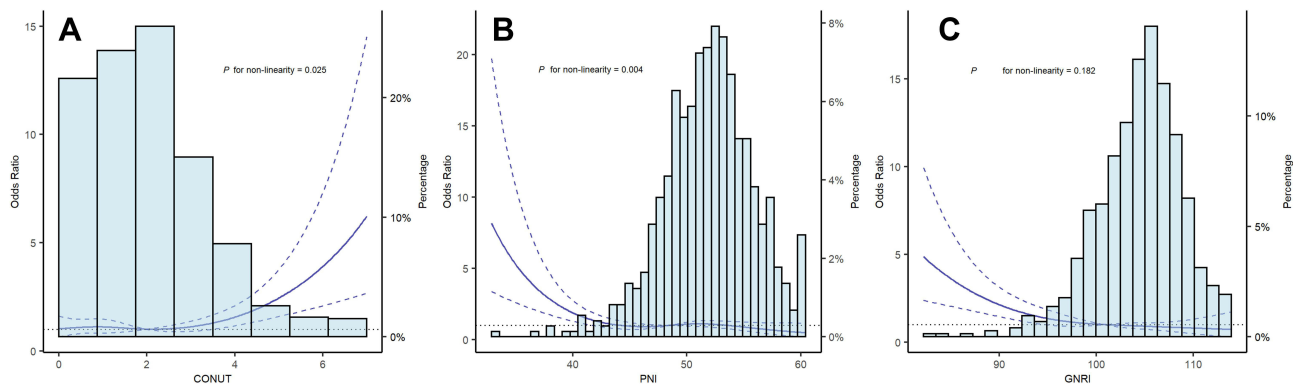 A
P for non-linearity = 0.025
15
10
5
0
Odds Ratio
20%
10%
0%
Percentage
0
2
4
6
CONUT
B
P for non-linearity = 0.004
20
15
10
5
0
Odds Ratio
8%
6%
4%
2%
0%
Percentage
40
50
60
PNI
C
P for non-linearity = 0.182
15
10
5
0
Odds Ratio
10%
5%
0%
Percentage
90
100
110
GNRI